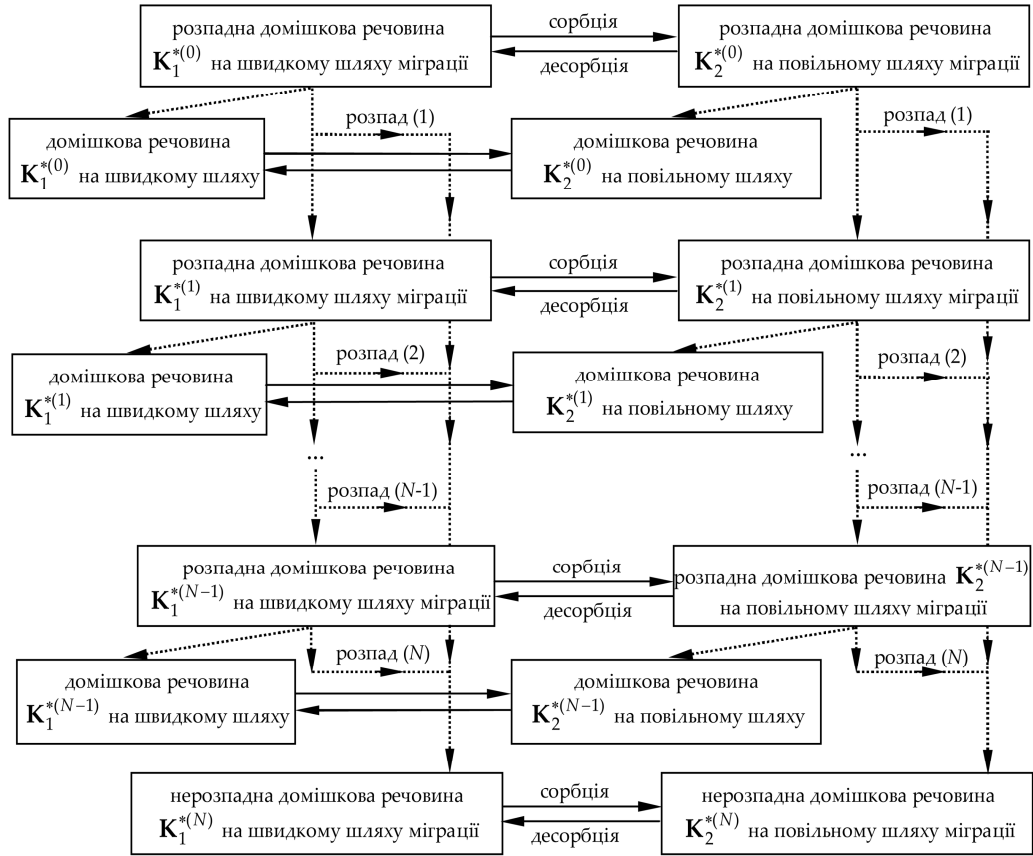 розпадна домішкова речовина
K₁*⁽⁰⁾ на швидкому шляху міграції
сорбція
десорбція
розпадна домішкова речовина
K₂*⁽⁰⁾ на повільному шляху міграції
розпад (1)
розпад (1)
домішкова речовина
K₁*⁽⁰⁾ на швидкому шляху
домішкова речовина
K₂*⁽⁰⁾ на повільному шляху
розпадна домішкова речовина
K₁*⁽¹⁾ на швидкому шляху міграції
сорбція
десорбція
розпадна домішкова речовина
K₂*⁽¹⁾ на повільному шляху міграції
розпад (2)
розпад (2)
домішкова речовина
K₁*⁽¹⁾ на швидкому шляху
домішкова речовина
K₂*⁽¹⁾ на повільному шляху
...
...
розпад (N-1)
розпад (N-1)
розпадна домішкова речовина
K₁*⁽ᴺ⁻¹⁾ на швидкому шляху міграції
сорбція
десорбція
розпадна домішкова речовина K₂*⁽ᴺ⁻¹⁾
на повільному шляху міграції
розпад (N)
розпад (N)
домішкова речовина
K₁*⁽ᴺ⁻¹⁾ на швидкому шляху
домішкова речовина
K₂*⁽ᴺ⁻¹⁾ на повільному шляху
нерозпадна домішкова речовина
K₁*⁽ᴺ⁾ на швидкому шляху міграції
сорбція
десорбція
нерозпадна домішкова речовина
K₂*⁽ᴺ⁾ на повільному шляху міграції